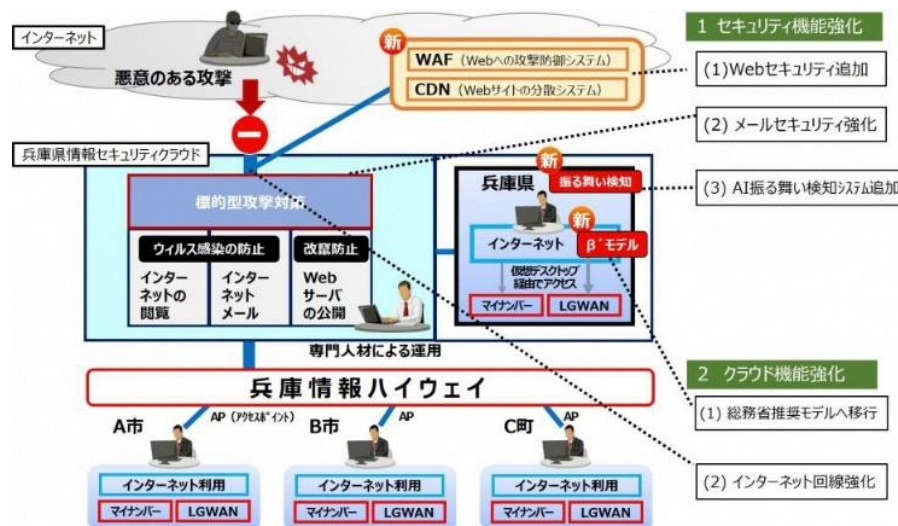 インターネット
悪意のある攻撃
新
WAF（Webへの攻撃防御システム）
CDN（Webサイトの分散システム）
1 セキュリティ機能強化
(1)Webセキュリティ追加
(2) メールセキュリティ強化
(3) AI振る舞い検知システム追加
兵庫県情報セキュリティクラウド
標的型攻撃対策
ウィルス感染の防止
改竄防止
インター
ネットの
閲覧
インター
ネット
メール
Web
サーバ
の公開
専門人材による運用
兵庫県
新
振る舞い検知
新
インターネット
β´モデル
仮想デスクトップ
経由でアクセス
マイナンバー
LGWAN
2 クラウド機能強化
(1) 総務省推奨モデルへ移行
(2) インターネット回線強化
兵庫情報ハイウェイ
A市
AP（アクセスポイント）
B市
AP
C町
AP
インターネット利用
マイナンバー
LGWAN
インターネット利用
マイナンバー
LGWAN
インターネット利用
マイナンバー
LGWAN